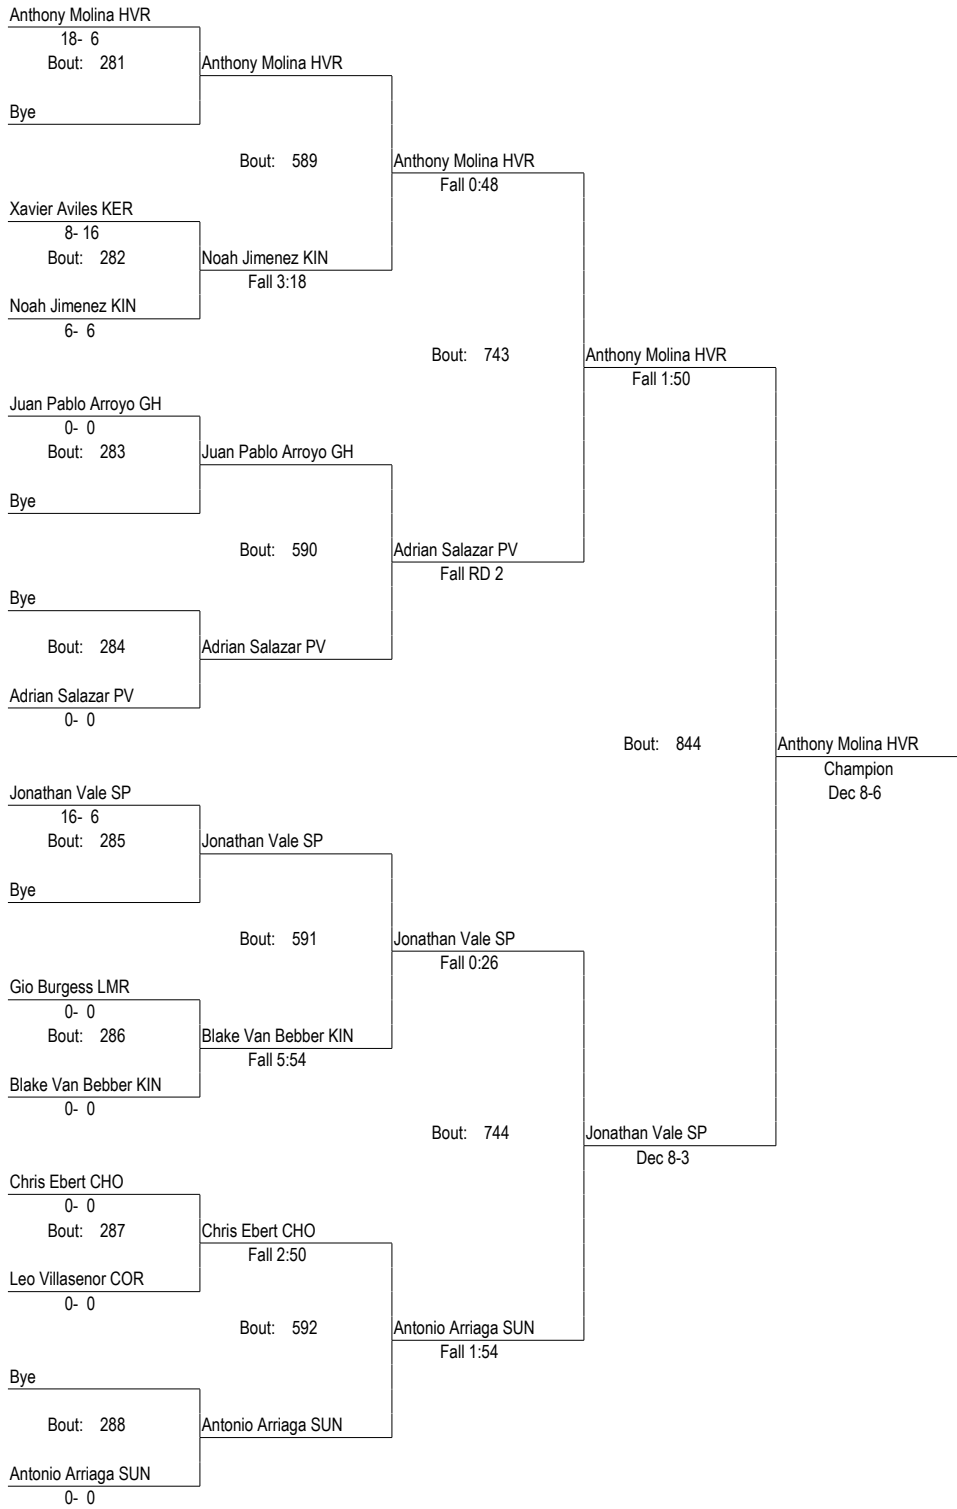 Anthony Molina HVR
18- 6
Bout: 281
Anthony Molina HVR
Bye
Bout: 589
Anthony Molina HVR
Fall 0:48
Xavier Aviles KER
8- 16
Bout: 282
Noah Jimenez KIN
Fall 3:18
Noah Jimenez KIN
6- 6
Bout: 743
Anthony Molina HVR
Fall 1:50
Juan Pablo Arroyo GH
0- 0
Bout: 283
Juan Pablo Arroyo GH
Bye
Bout: 590
Adrian Salazar PV
Fall RD 2
Bye
Bout: 284
Adrian Salazar PV
Adrian Salazar PV
0- 0
Bout: 844
Anthony Molina HVR
Champion
Dec 8-6
Jonathan Vale SP
16- 6
Bout: 285
Jonathan Vale SP
Bye
Bout: 591
Jonathan Vale SP
Fall 0:26
Gio Burgess LMR
0- 0
Bout: 286
Blake Van Bebber KIN
Fall 5:54
Blake Van Bebber KIN
0- 0
Bout: 744
Jonathan Vale SP
Dec 8-3
Chris Ebert CHO
0- 0
Bout: 287
Chris Ebert CHO
Fall 2:50
Leo Villasenor COR
0- 0
Bout: 592
Antonio Arriaga SUN
Fall 1:54
Bye
Bout: 288
Antonio Arriaga SUN
Antonio Arriaga SUN
0- 0